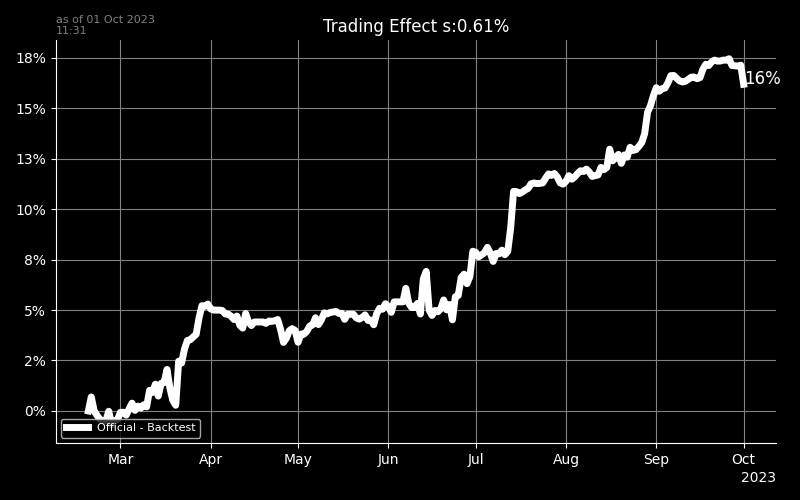 as of 01 Oct 2023
11:31
Trading Effect s:0.61%
18%
15%
13%
10%
8%
5%
2%
0%
16%
Official - Backtest
Mar Apr May Jun Jul Aug Sep Oct
2023